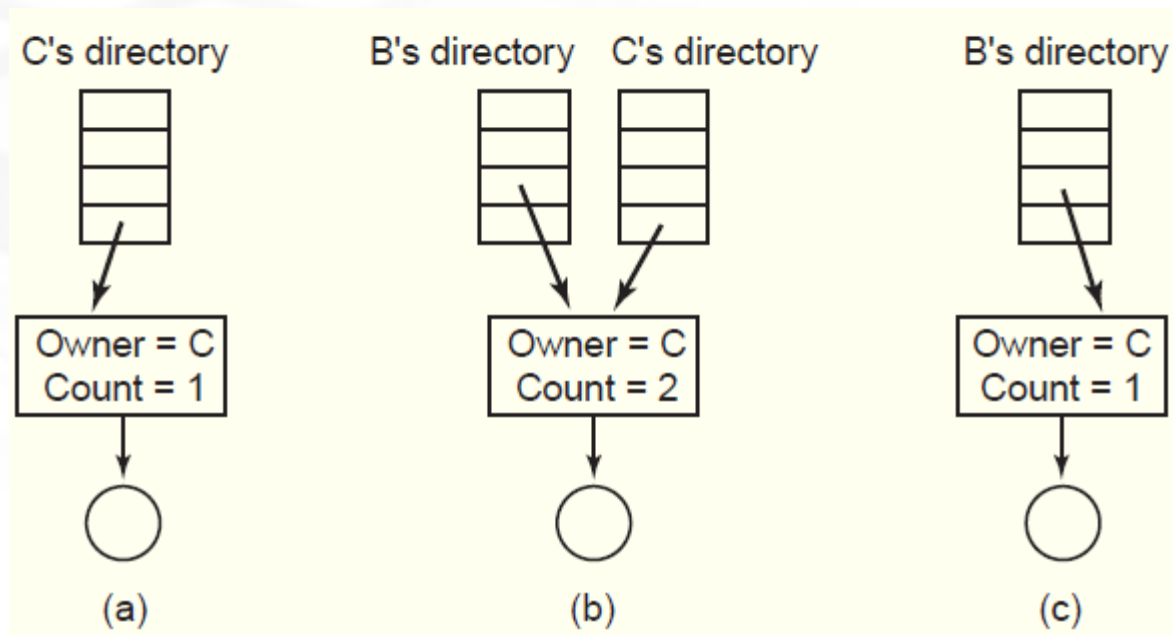 C's directory
B's directory
C's directory
B's directory
Owner = C
Count = 1
Owner = C
Count = 2
Owner = C
Count = 1
(a)
(b)
(c)